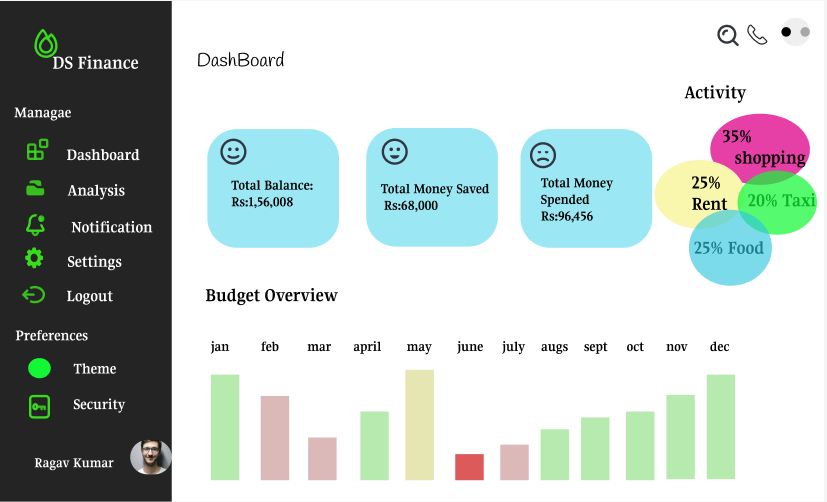 DS Finance
Managae
Dashboard
Analysis
Notification
Settings
Logout
Preferences
Theme
Security
Ragav Kumar
DashBoard
Total Balance:
Rs:1,56,008
Total Money Saved
Rs:68,000
Total Money
Spended
Rs:96,456
Activity
35%
shopping
25%
Rent
20% Taxi
25% Food
Budget Overview
jan feb mar april may june july augs sept oct nov dec